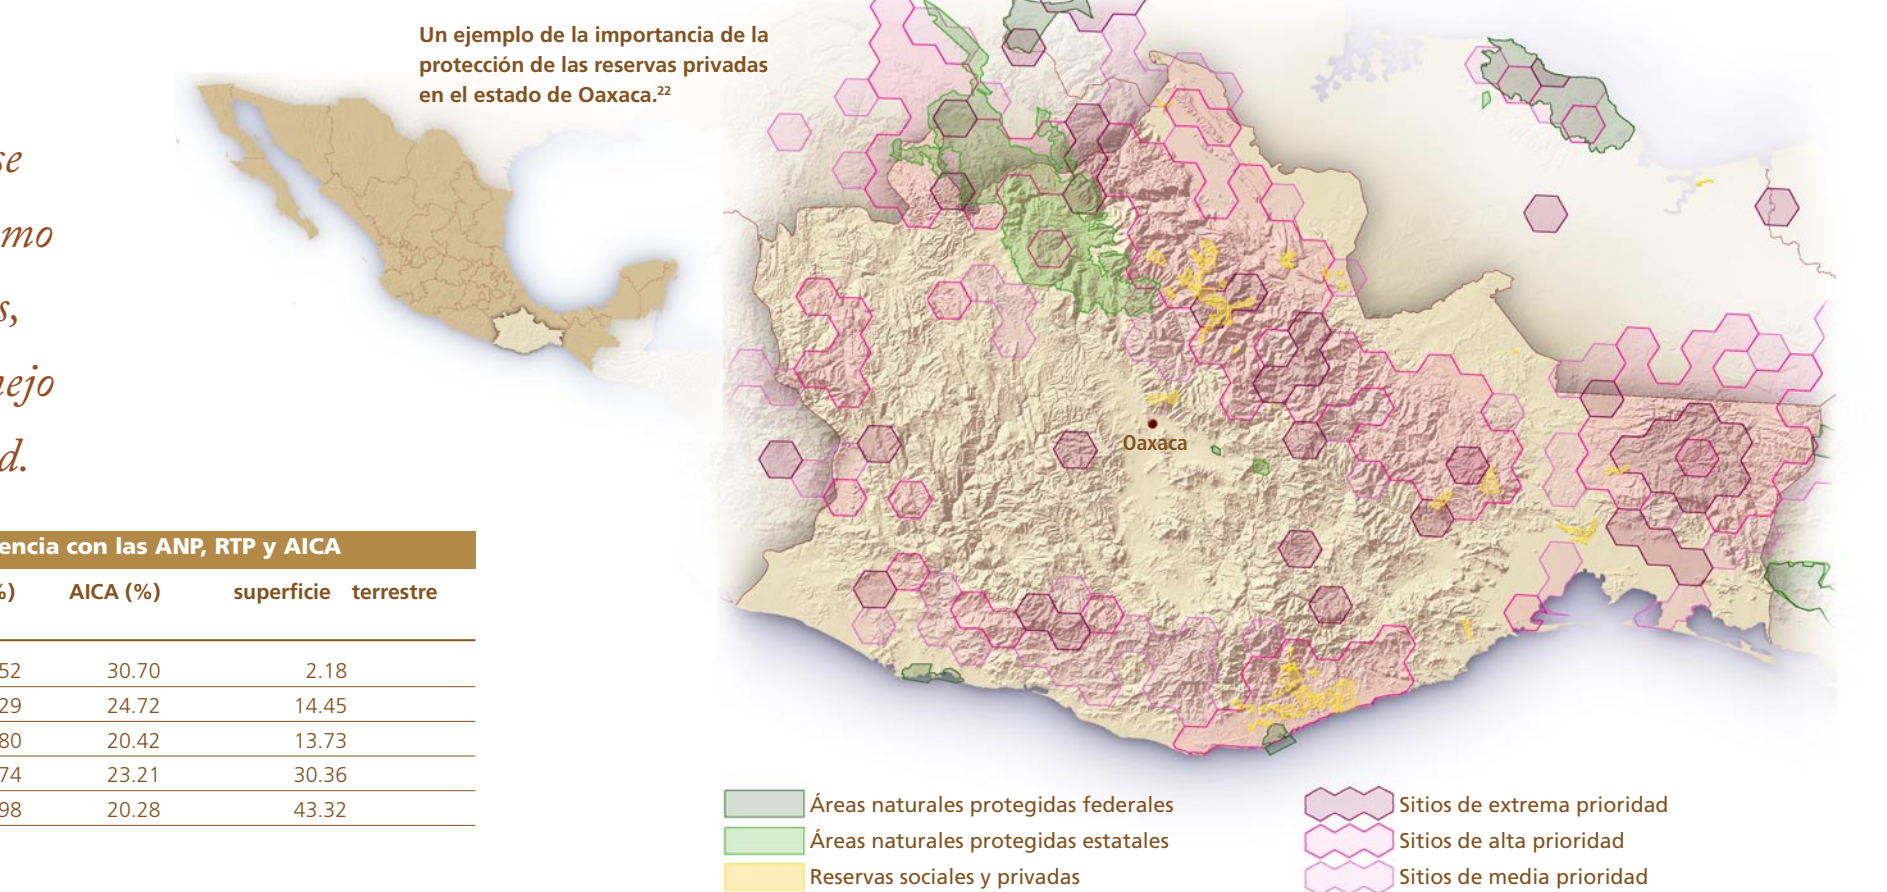 Un ejemplo de la importancia de la
protección de las reservas privadas
en el estado de Oaxaca.²²
se
mo
s,
nejo
d.
encia con las ANP, RTP y AICA
%) AICA (%) superficie terrestre
52 30.70 2.18
29 24.72 14.45
80 20.42 13.73
74 23.21 30.36
98 20.28 43.32
Oaxaca
Áreas naturales protegidas federales
Áreas naturales protegidas estatales
Reservas sociales y privadas
Sitios de extrema prioridad
Sitios de alta prioridad
Sitios de media prioridad